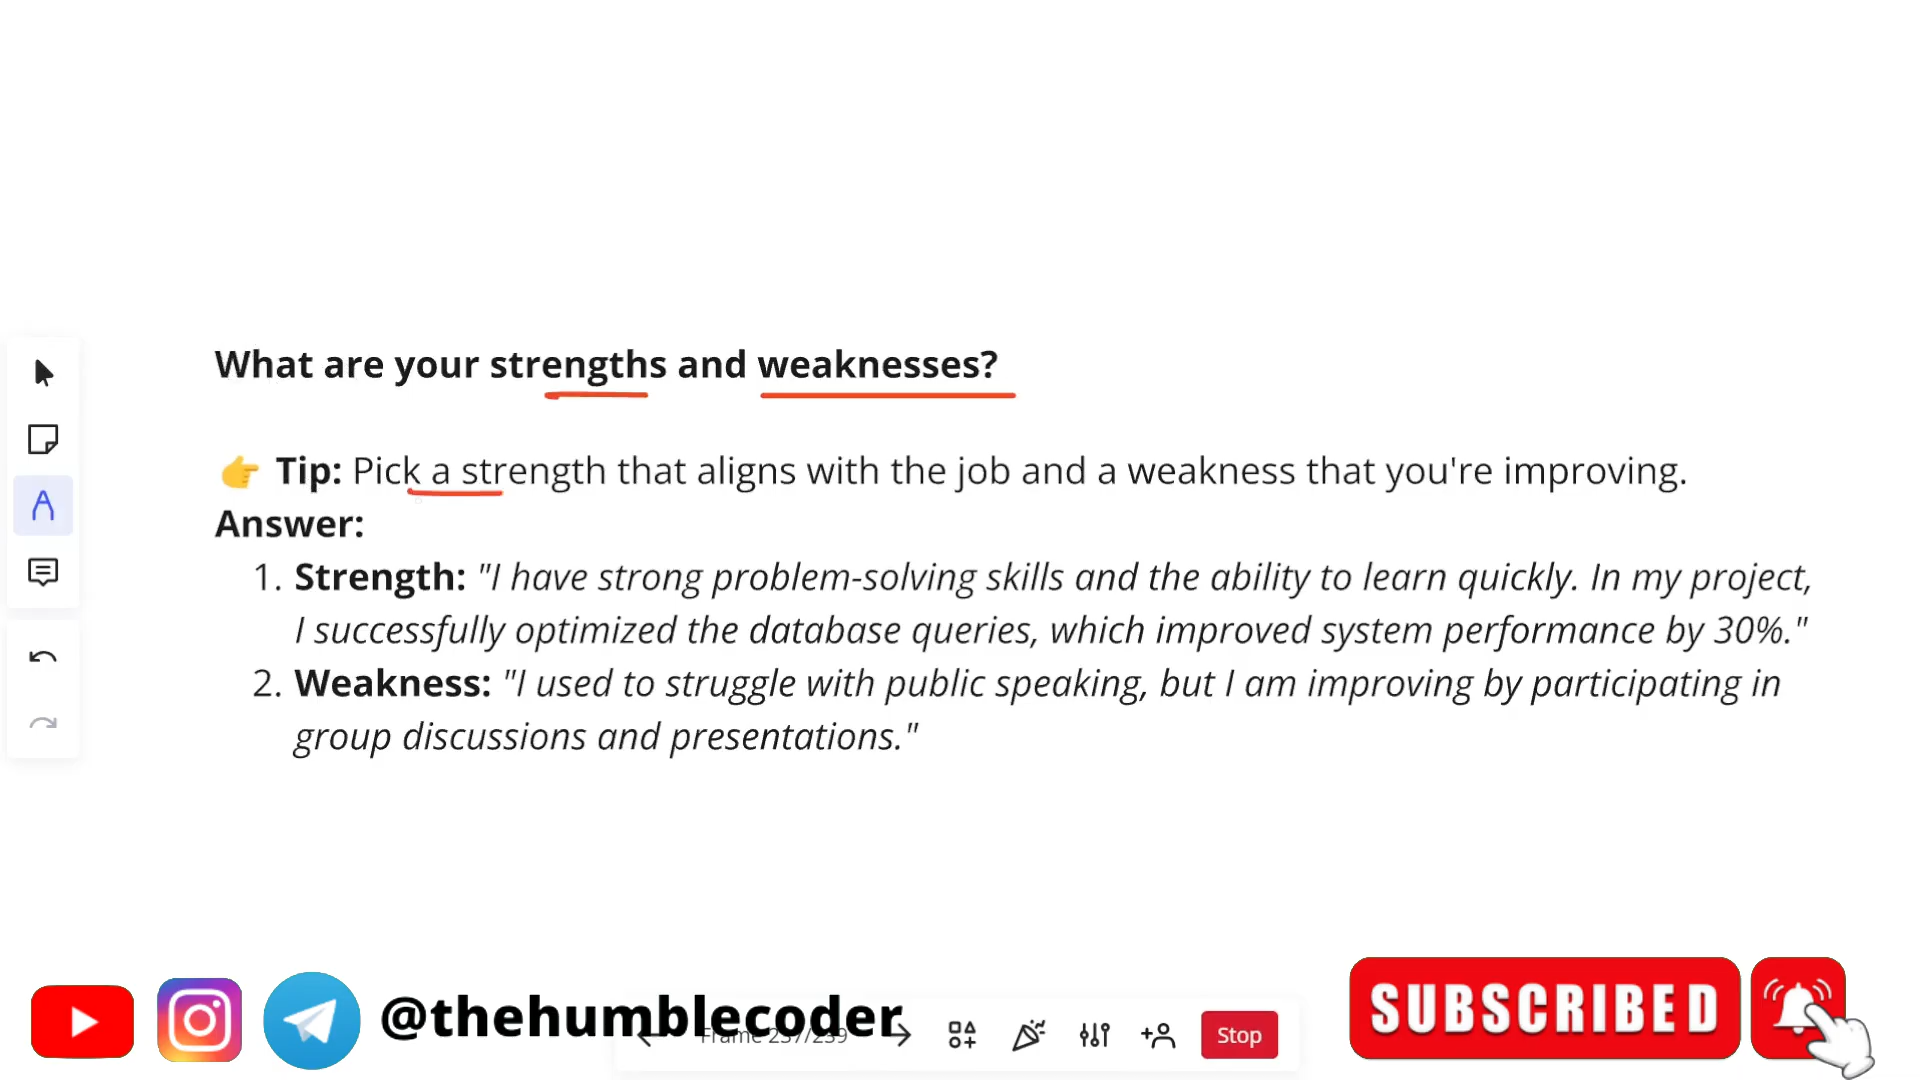 What are your strengths and weaknesses?
👉 Tip: Pick a strength that aligns with the job and a weakness that you're improving.
Answer:
1. Strength: "I have strong problem-solving skills and the ability to learn quickly. In my project,
I successfully optimized the database queries, which improved system performance by 30%."
2. Weakness: "I used to struggle with public speaking, but I am improving by participating in
group discussions and presentations."
@thehumblecoder
Frame 237/239
Stop
SUBSCRIBED